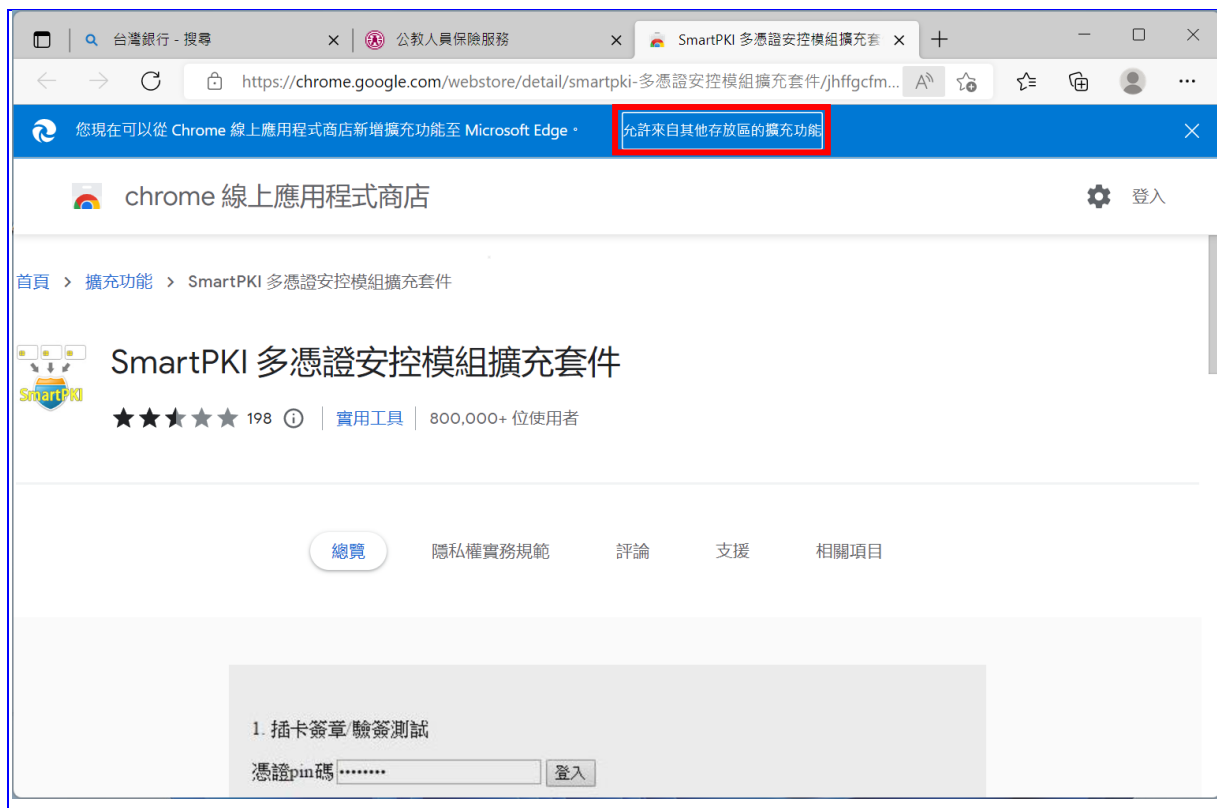 台灣銀行 - 搜尋
公教人員保險服務
SmartPKI 多憑證安控模組擴充套
https://chrome.google.com/webstore/detail/smartpki-多憑證安控模組擴充套件/jhffgcfm...
您現在可以從 Chrome 線上應用程式商店新增擴充功能至 Microsoft Edge。
允許來自其他存放區的擴充功能
chrome 線上應用程式商店
登入
首頁 > 擴充功能 > SmartPKI 多憑證安控模組擴充套件
SmartPKI
SmartPKI 多憑證安控模組擴充套件
198
實用工具
800,000+ 位使用者
總覽
隱私權實務規範
評論
支援
相關項目
1. 插卡簽章/驗簽測試
憑證pin碼 ········ 登入